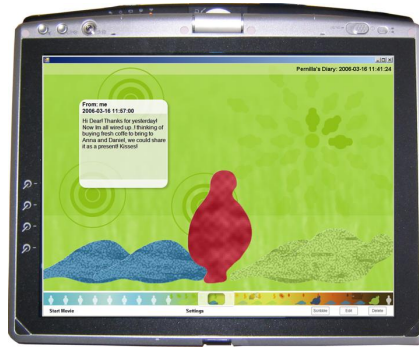 Pernilla's Diary: 2006-03-16 11:41:24
From: me
2006-03-16 11:57:00
Hi Dear! Thanks for yesterday!
Now Im all wired up. I thinking of
buying fresh coffe to bring to
Anna and Daniel, we could share
it as a present! Kisses!
Start Movie
Settings
Scribble
Edit
Delete